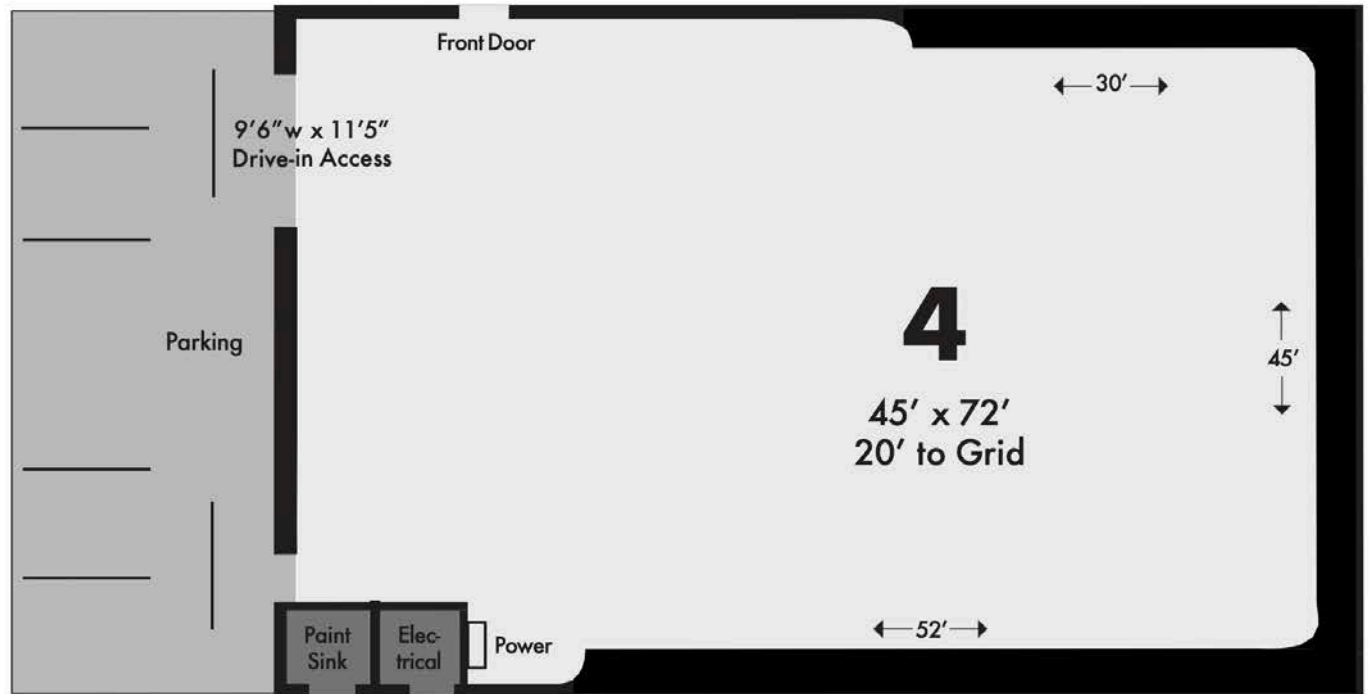 Front Door
30’
9’6”w x 11’5”
Drive-in Access
Parking
4
45’
45’ x 72’
20’ to Grid
52’
Paint
Sink
Elec-
trical
Power